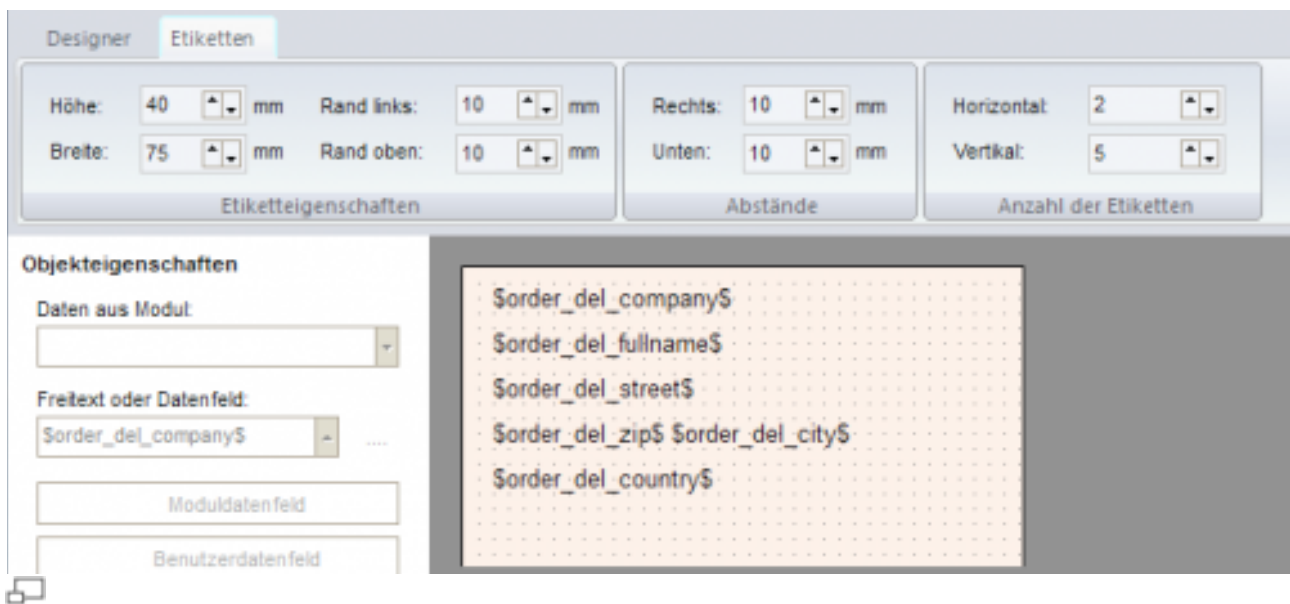 Designer Etiketten
Höhe: 40 mm Rand links: 10 mm Rechts: 10 mm Horizontal: 2
Breite: 75 mm Rand oben: 10 mm Unten: 10 mm Vertikal: 5
Etiketteigenschaften Abstände Anzahl der Etiketten
Objekteigenschaften
Daten aus Modul:
Freitext oder Datenfeld:
$order_del_company$ ....
Moduldatenfeld
Benutzerdatenfeld
$order_del_company$
$order_del_fullname$
$order_del_street$
$order_del_zip$ $order_del_city$
$order_del_country$